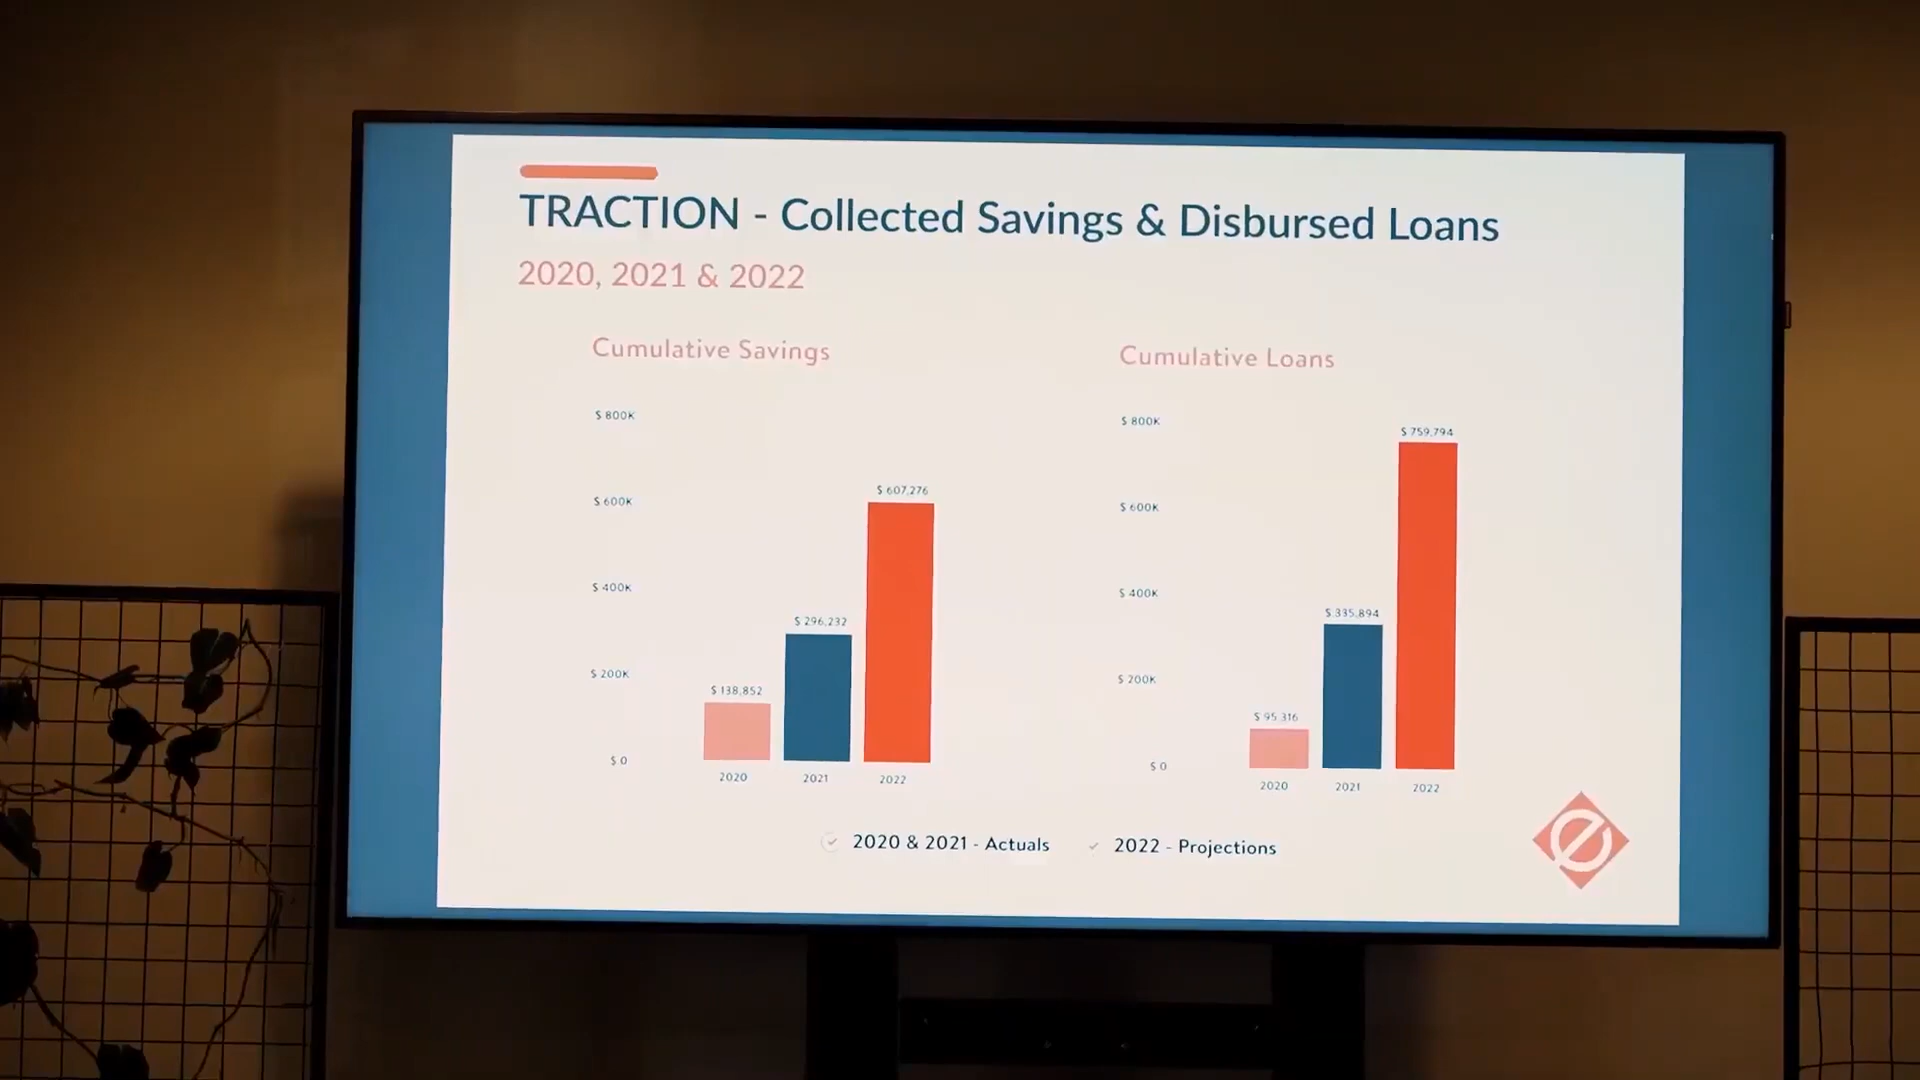 TRACTION - Collected Savings & Disbursed Loans
2020, 2021 & 2022
Cumulative Savings
$ 800K
$ 600K
$ 400K
$ 200K
$ 0
$ 138,852
$ 296,232
$ 607,276
2020
2021
2022
Cumulative Loans
$ 800K
$ 600K
$ 400K
$ 200K
$ 0
$ 95,316
$ 335,894
$ 759,794
2020
2021
2022
2020 & 2021 - Actuals
2022 - Projections
e